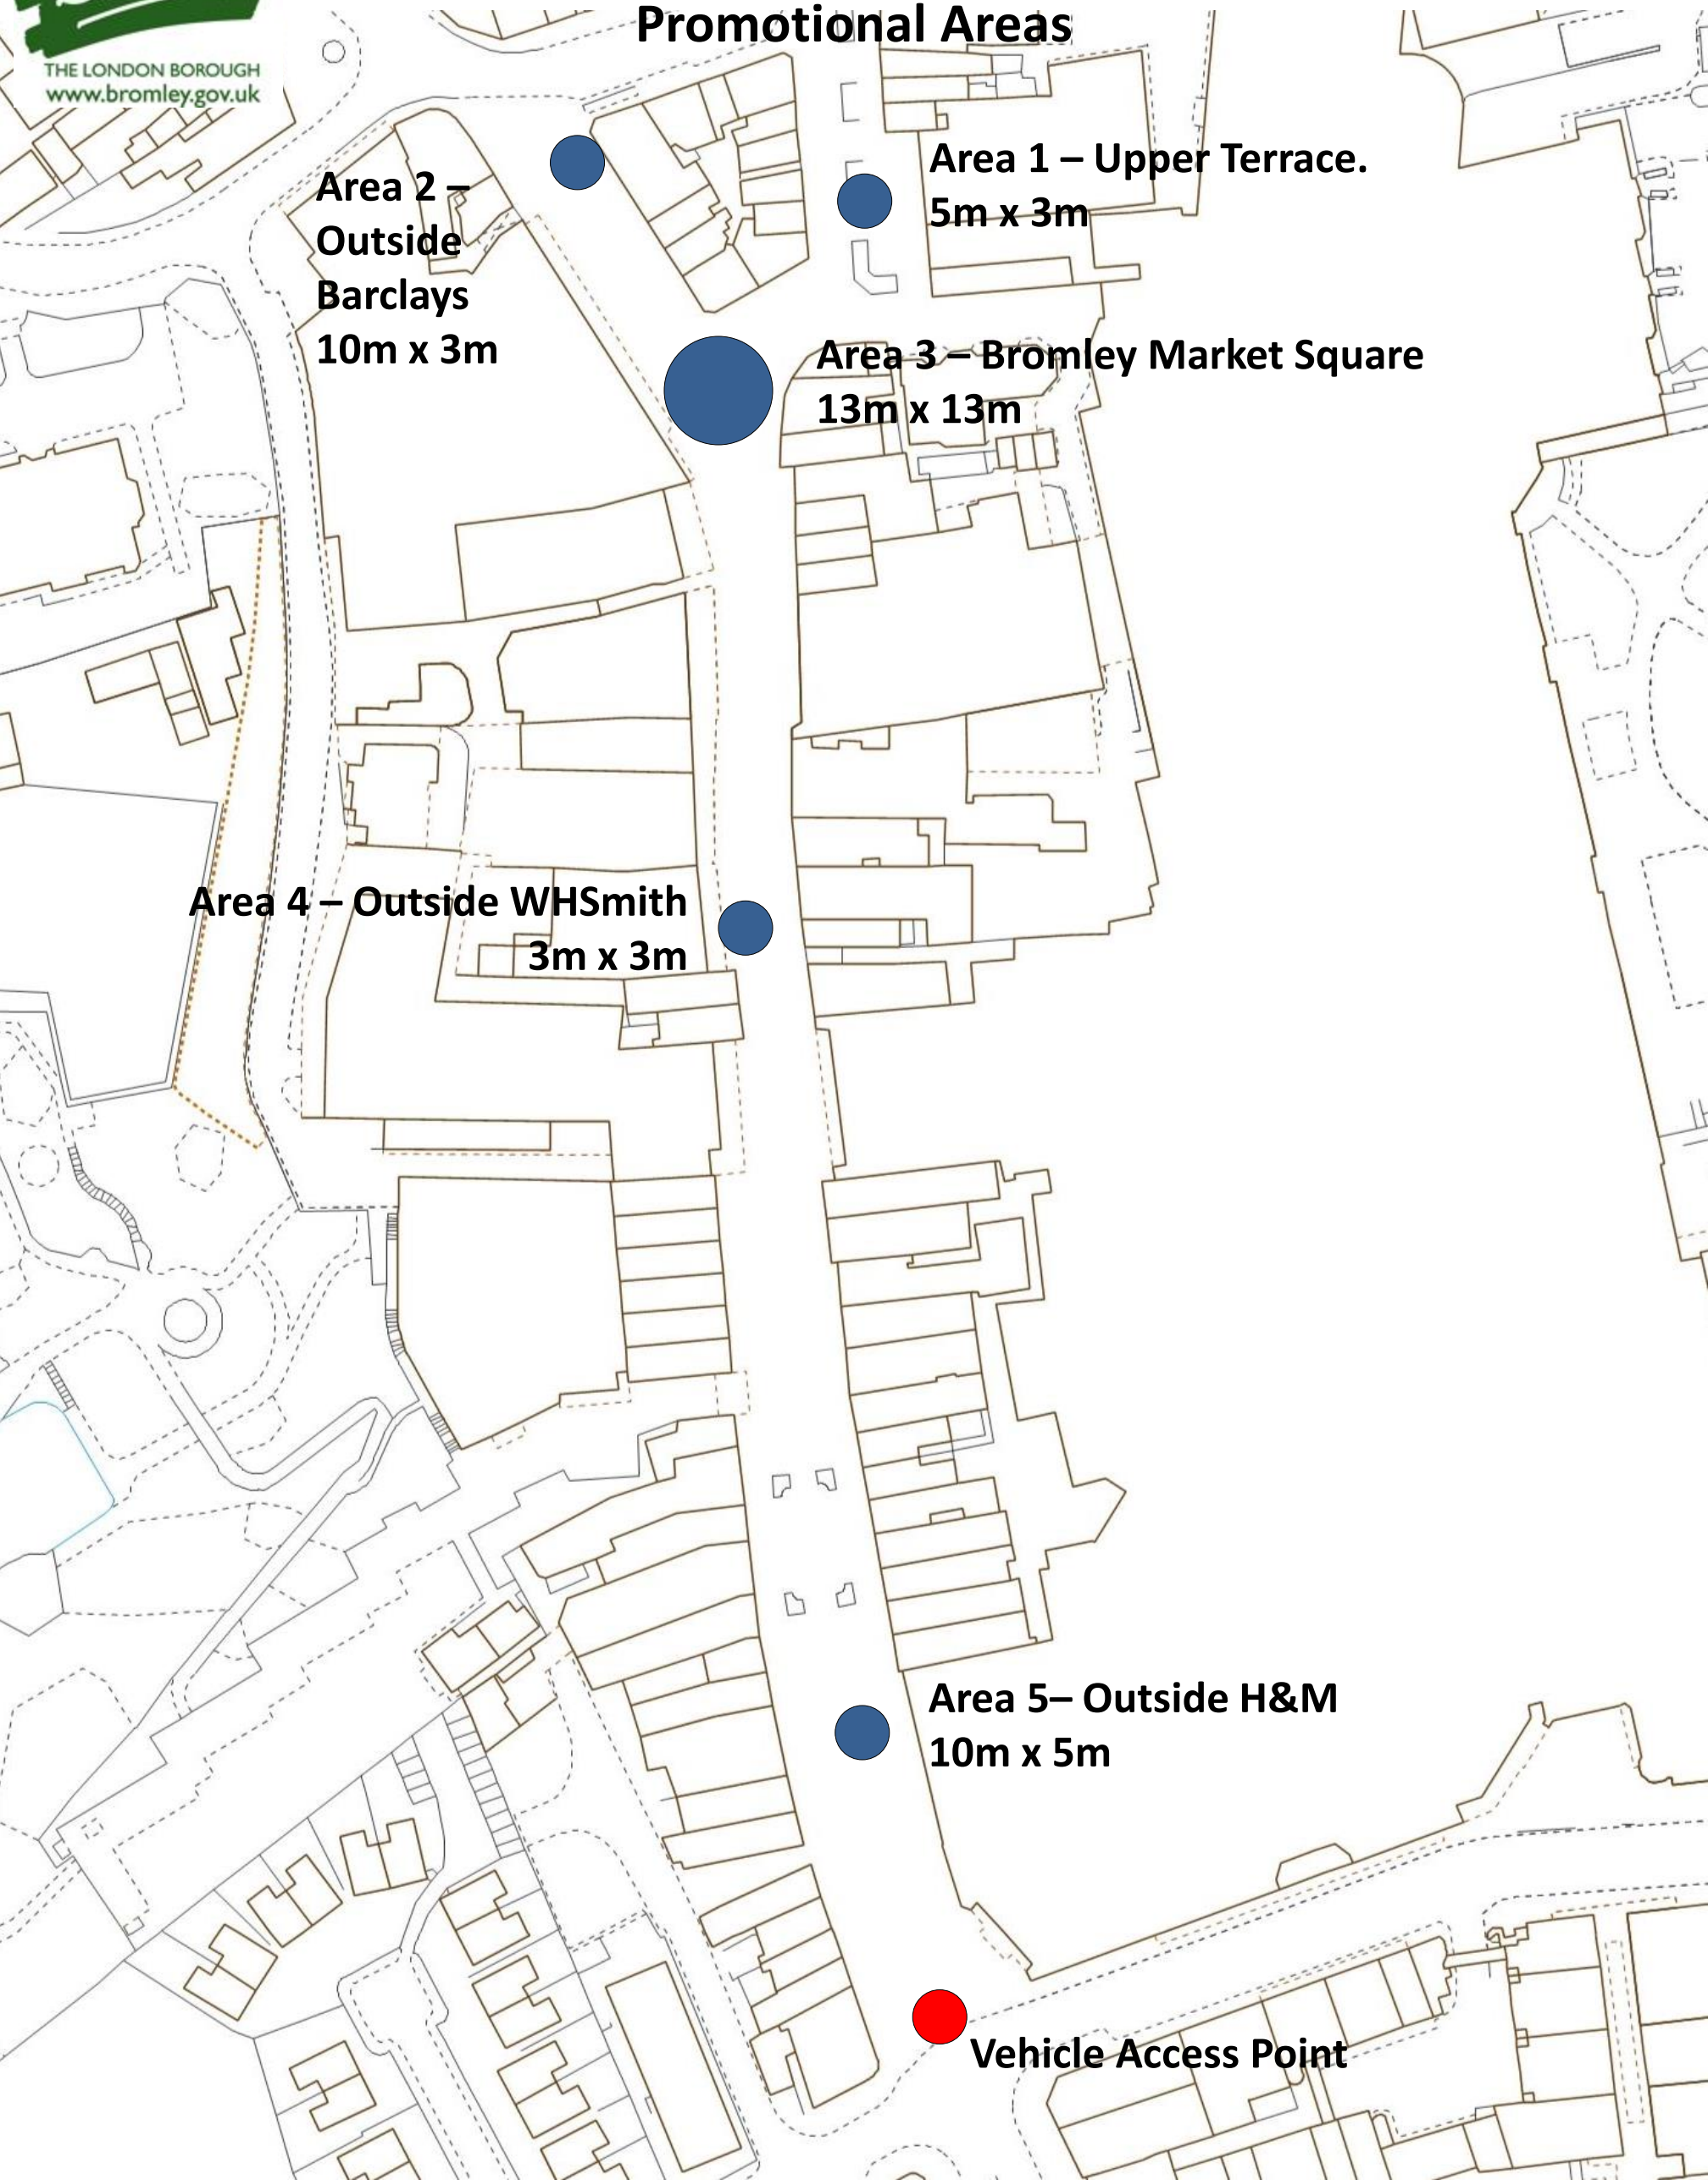 Promotional Areas
THE LONDON BOROUGH
www.bromley.gov.uk
Area 1 – Upper Terrace.
5m x 3m
Area 2 –
Outside
Barclays
10m x 3m
Area 3 – Bromley Market Square
13m x 13m
Area 4 – Outside WHSmith
3m x 3m
Area 5– Outside H&M
10m x 5m
Vehicle Access Point